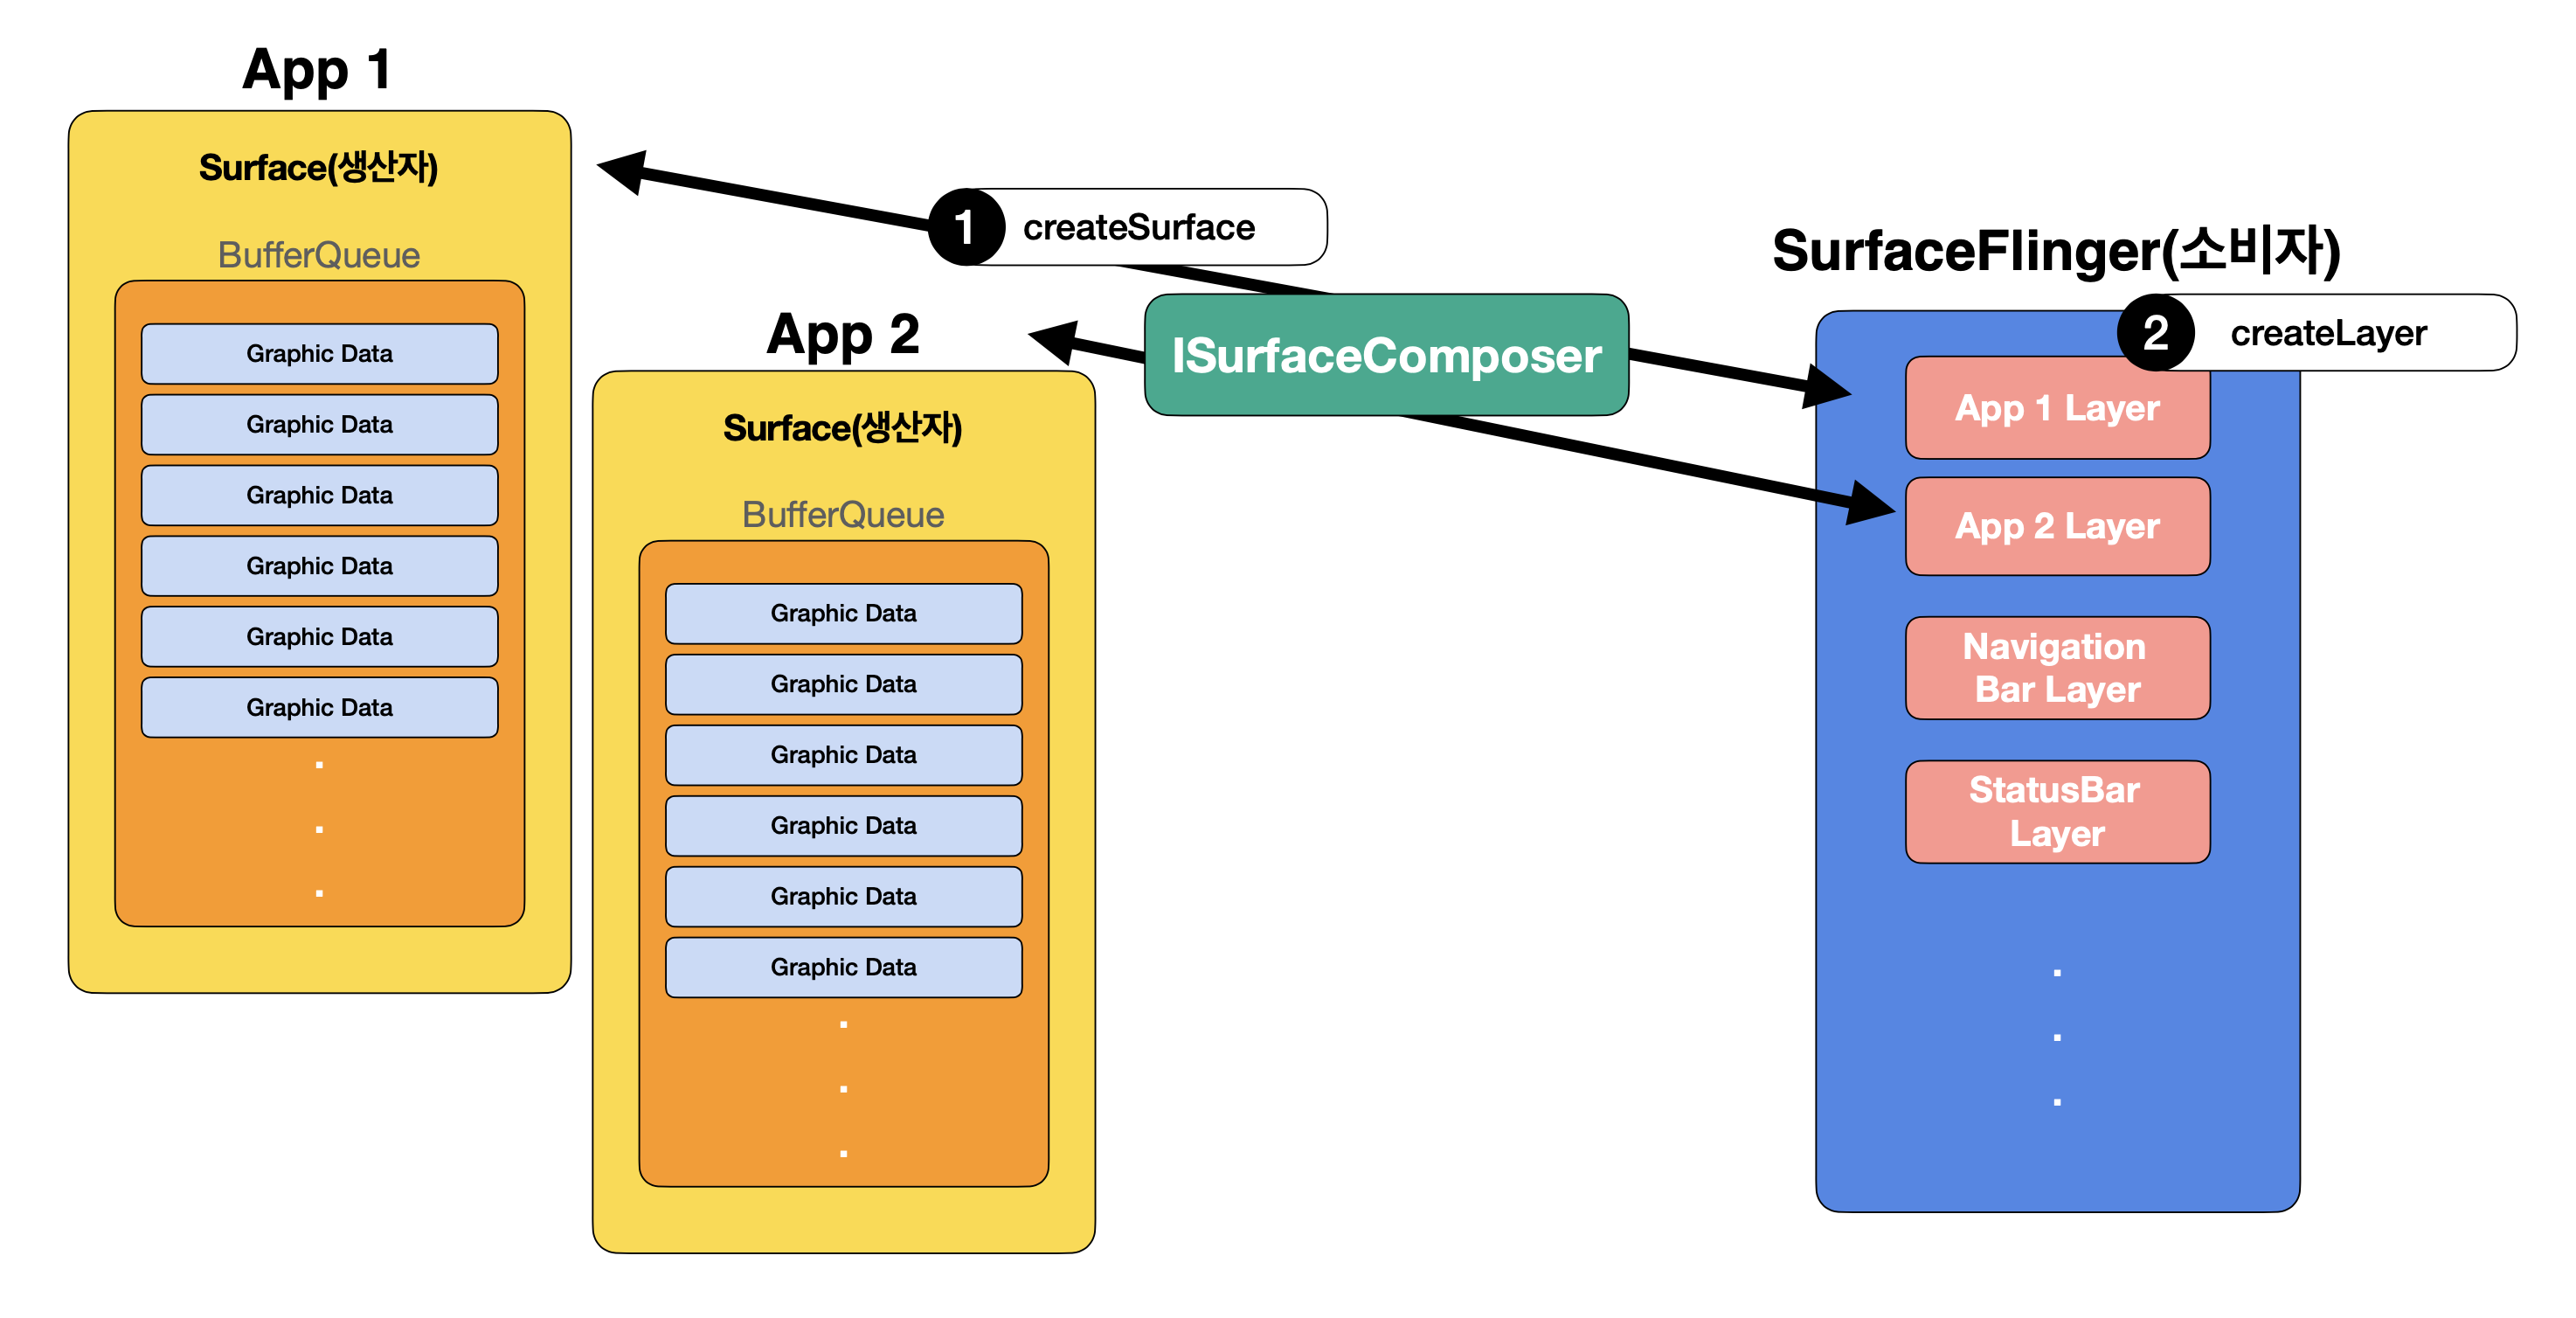 App 1
Surface(생산자)
BufferQueue
Graphic Data
Graphic Data
Graphic Data
Graphic Data
Graphic Data
Graphic Data
.
.
.
App 2
Surface(생산자)
BufferQueue
Graphic Data
Graphic Data
Graphic Data
Graphic Data
Graphic Data
Graphic Data
.
.
.
1 createSurface
ISurfaceComposer
SurfaceFlinger(소비자)
2 createLayer
App 1 Layer
App 2 Layer
Navigation
Bar Layer
StatusBar
Layer
.
.
.